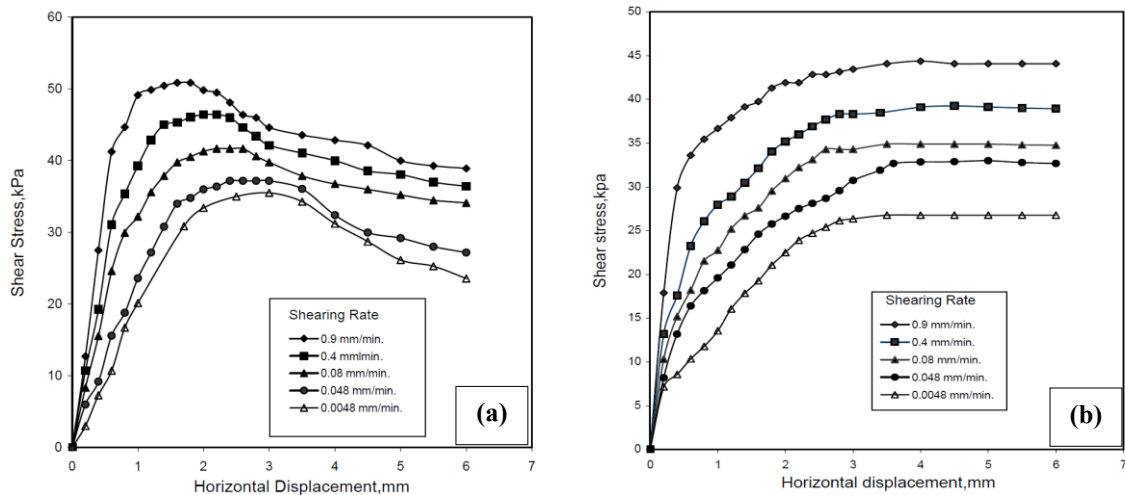 60
50
40
30
20
10
0
Shear Stress,kPa
0 1 2 3 4 5 6 7
Horizontal Displacement,mm
Shearing Rate
0.9 mm/min.
0.4 mmlmin.
0.08 mm/min.
0.048 mm/min.
0.0048 mm/min.
(a)
50
45
40
35
30
25
20
15
10
5
0
Shear stress,kpa
0 1 2 3 4 5 6 7
Horizontal displacement,mm
Shearing Rate
0.9 mm/min.
0.4 mm/min.
0.08 mm/min.
0.048 mm/min.
0.0048 mm/min.
(b)